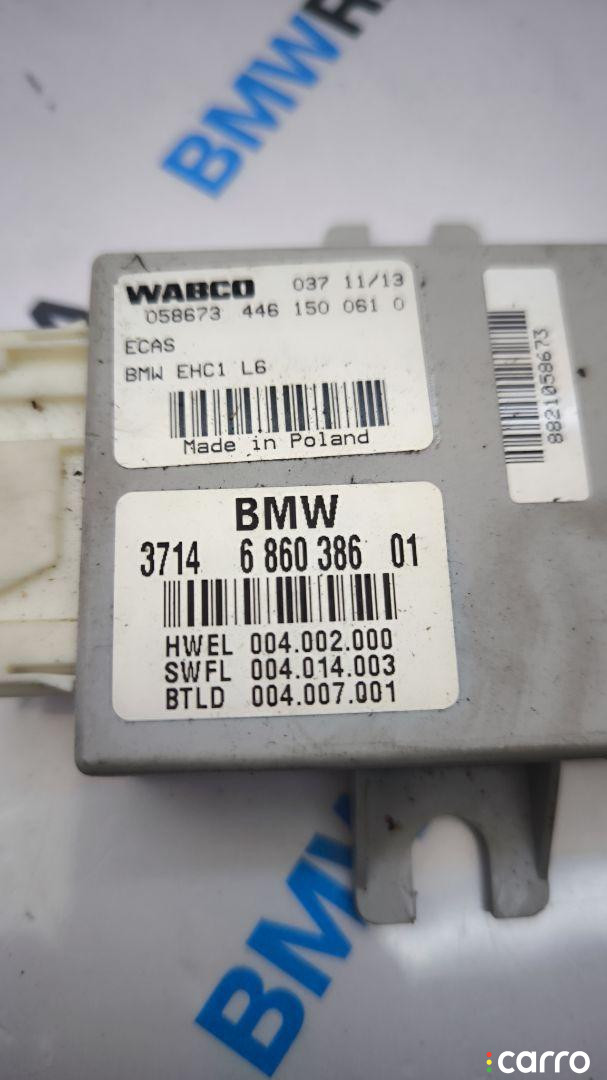 BMWR
WABCO 037 11/13
058673 446 150 061 0
ECAS
BMW EHC1 L6
Made in Poland
8821058673
BMW
3714 6 860 386 01
HWEL 004.002.000
SWFL 004.014.003
BTLD 004.007.001
BMW
carro